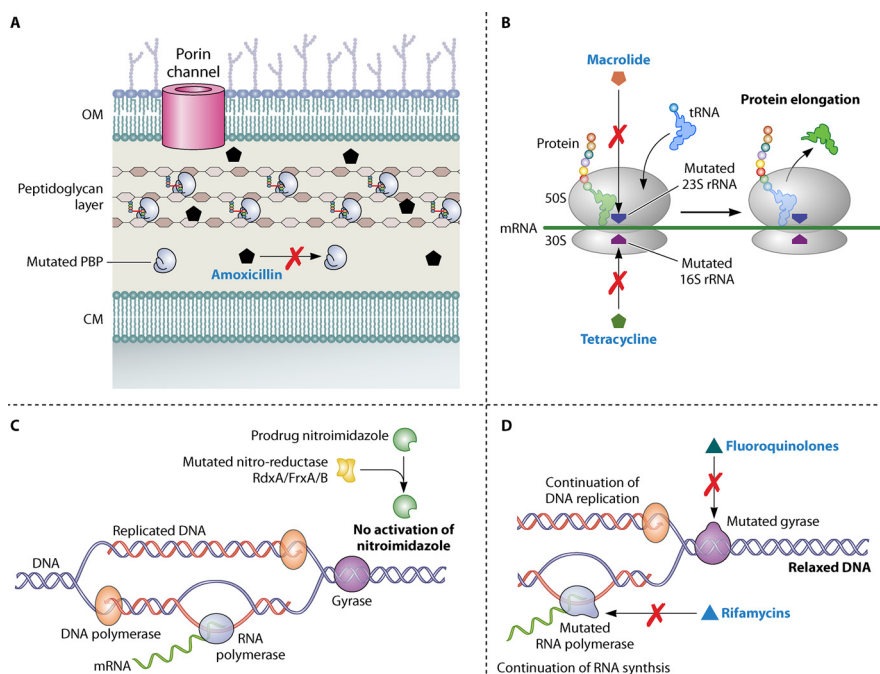 A
Porin
channel
OM
Peptidoglycan
layer
Mutated PBP
Amoxicillin
CM
B
Macrolide
tRNA
Protein elongation
Protein
Mutated
23S rRNA
50S
mRNA
30S
Mutated
16S rRNA
Tetracycline
C
Prodrug nitroimidazole
Mutated nitro-reductase
RdxA/FrxA/B
No activation of
nitroimidazole
Replicated DNA
DNA
Gyrase
DNA polymerase
RNA
polymerase
mRNA
D
Fluoroquinolones
Continuation of
DNA replication
Mutated gyrase
Relaxed DNA
Rifamycins
Mutated
RNA polymerase
Continuation of RNA synthsis